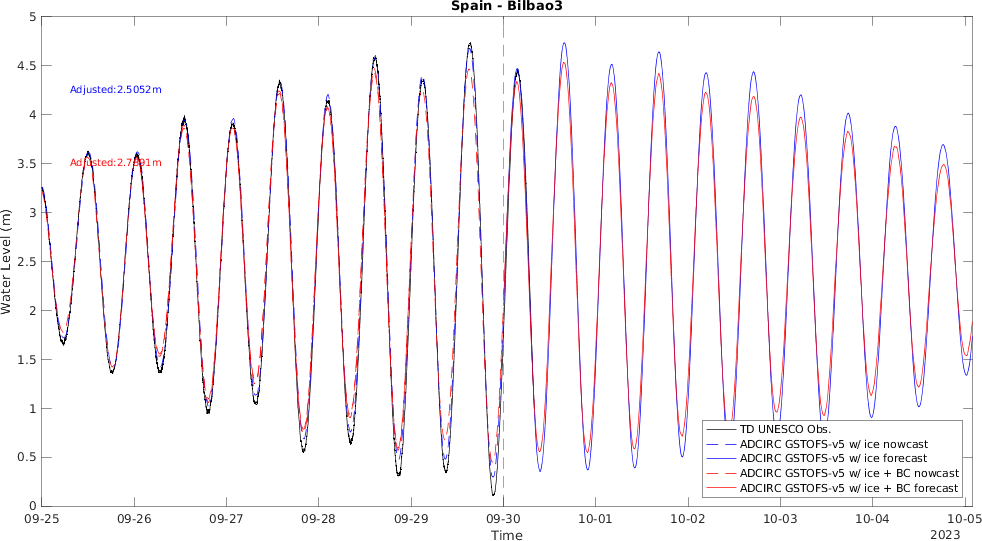 Spain - Bilbao3
Water Level (m)
5
4.5
4
3.5
3
2.5
2
1.5
1
0.5
0
Adjusted:2.5052m
Adjusted:2.7891m
TD UNESCO Obs.
ADCIRC GSTOFS-v5 w/ ice nowcast
ADCIRC GSTOFS-v5 w/ ice forecast
ADCIRC GSTOFS-v5 w/ ice + BC nowcast
ADCIRC GSTOFS-v5 w/ ice + BC forecast
09-25 09-26 09-27 09-28 09-29 09-30 10-01 10-02 10-03 10-04 10-05
Time
2023